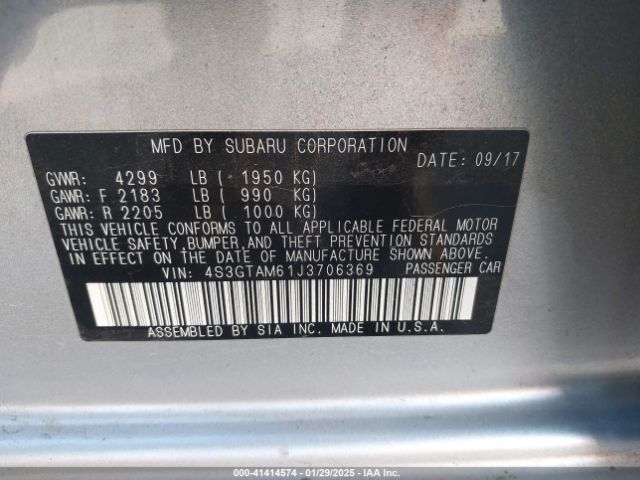 MFD BY SUBARU CORPORATION
DATE: 09/17
GVWR: 4299 LB ( 1950 KG)
GAWR: F 2183 LB ( 990 KG)
GAWR: R 2205 LB ( 1000 KG)
THIS VEHICLE CONFORMS TO ALL APPLICABLE FEDERAL MOTOR
VEHICLE SAFETY,BUMPER,AND THEFT PREVENTION STANDARDS
IN EFFECT ON THE DATE OF MANUFACTURE SHOWN ABOVE.
VIN: 4S3GTAM61J3706369 PASSENGER CAR
ASSEMBLED BY SIA INC. MADE IN U.S.A.
000-41414574 | 01/29/2025 - IAA Inc.